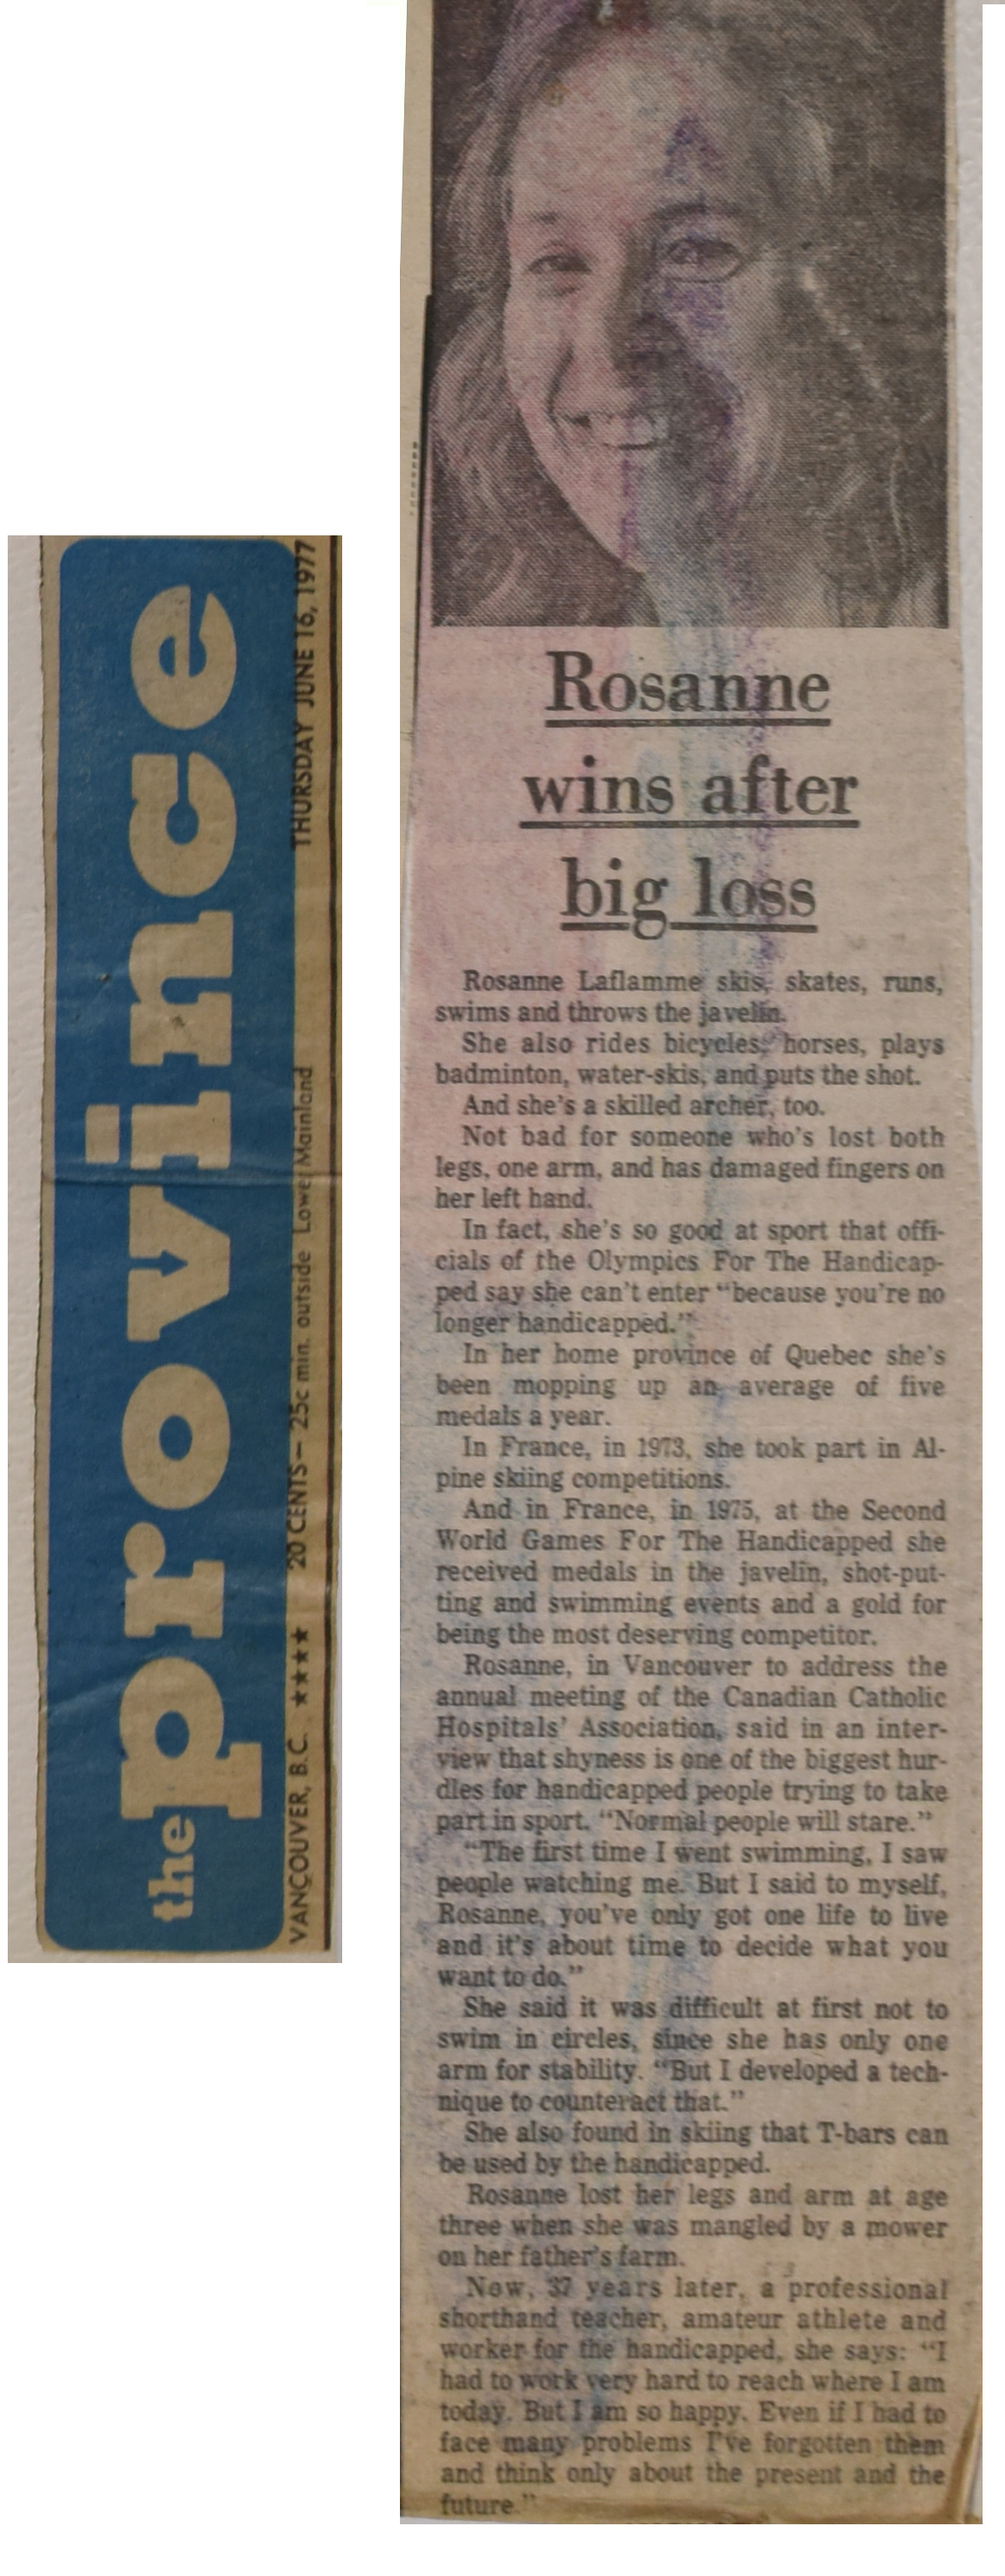 the province
VANCOUVER, B.C. ★★★★ 20 CENTS — 25c min. outside Lower Mainland THURSDAY JUNE 16, 1977
Rosanne
wins after
big loss
Rosanne Laflamme skis, skates, runs,
swims and throws the javelin.
She also rides bicycles, horses, plays
badminton, water-skis, and puts the shot.
And she's a skilled archer, too.
Not bad for someone who's lost both
legs, one arm, and has damaged fingers on
her left hand.
In fact, she's so good at sport that offi-
cials of the Olympics For The Handicap-
ped say she can't enter “because you're no
longer handicapped.”
In her home province of Quebec she's
been mopping up an average of five
medals a year.
In France, in 1973, she took part in Al-
pine skiing competitions.
And in France, in 1975, at the Second
World Games For The Handicapped she
received medals in the javelin, shot-put-
ting and swimming events and a gold for
being the most deserving competitor.
Rosanne, in Vancouver to address the
annual meeting of the Canadian Catholic
Hospitals' Association, said in an inter-
view that shyness is one of the biggest hur-
dles for handicapped people trying to take
part in sport. “Normal people will stare.”
“The first time I went swimming, I saw
people watching me. But I said to myself,
Rosanne, you've only got one life to live
and it's about time to decide what you
want to do.”
She said it was difficult at first not to
swim in circles, since she has only one
arm for stability. “But I developed a tech-
nique to counteract that.”
She also found in skiing that T-bars can
be used by the handicapped.
Rosanne lost her legs and arm at age
three when she was mangled by a mower
on her father's farm.
Now, 37 years later, a professional
shorthand teacher, amateur athlete and
worker for the handicapped, she says: “I
had to work very hard to reach where I am
today. But I am so happy. Even if I had to
face many problems I've forgotten them
and think only about the present and the
future.”